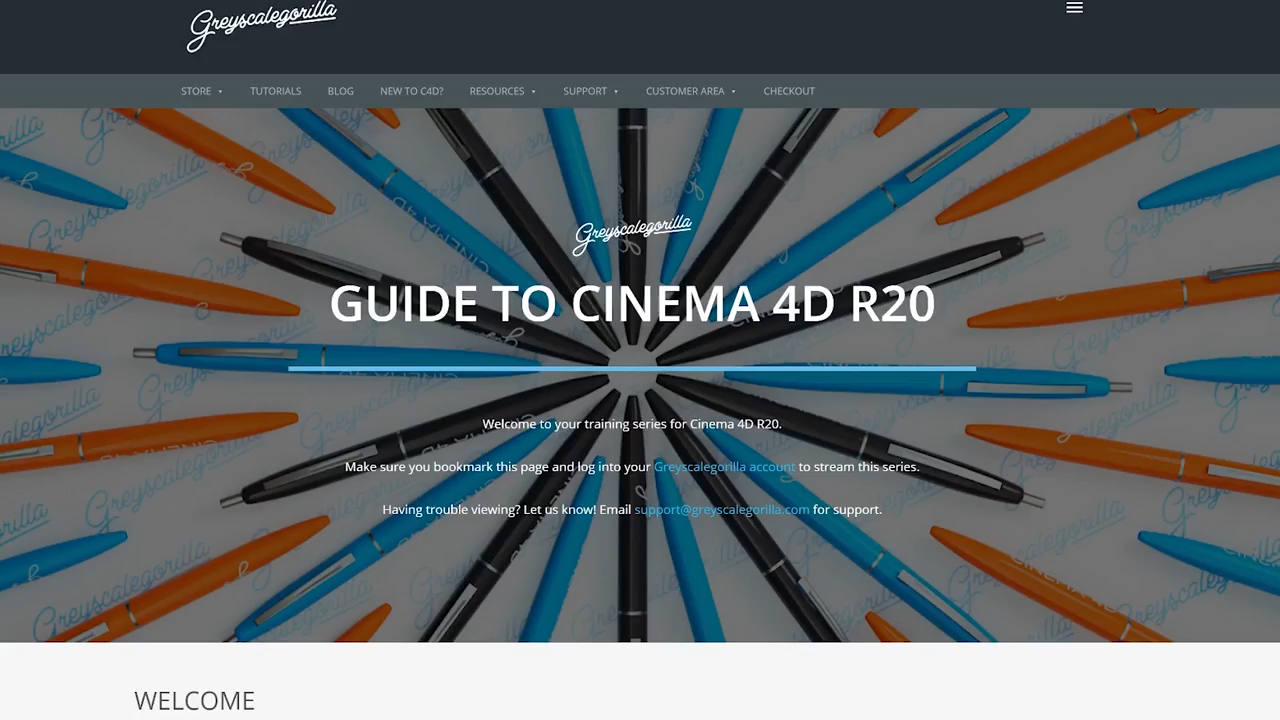 Greyscalegorilla
STORE TUTORIALS BLOG NEW TO C4D? RESOURCES SUPPORT CUSTOMER AREA CHECKOUT
Greyscalegorilla
GUIDE TO CINEMA 4D R20
Welcome to your training series for Cinema 4D R20.
Make sure you bookmark this page and log into your Greyscalegorilla account to stream this series.
Having trouble viewing? Let us know! Email support@greyscalegorilla.com for support.
WELCOME